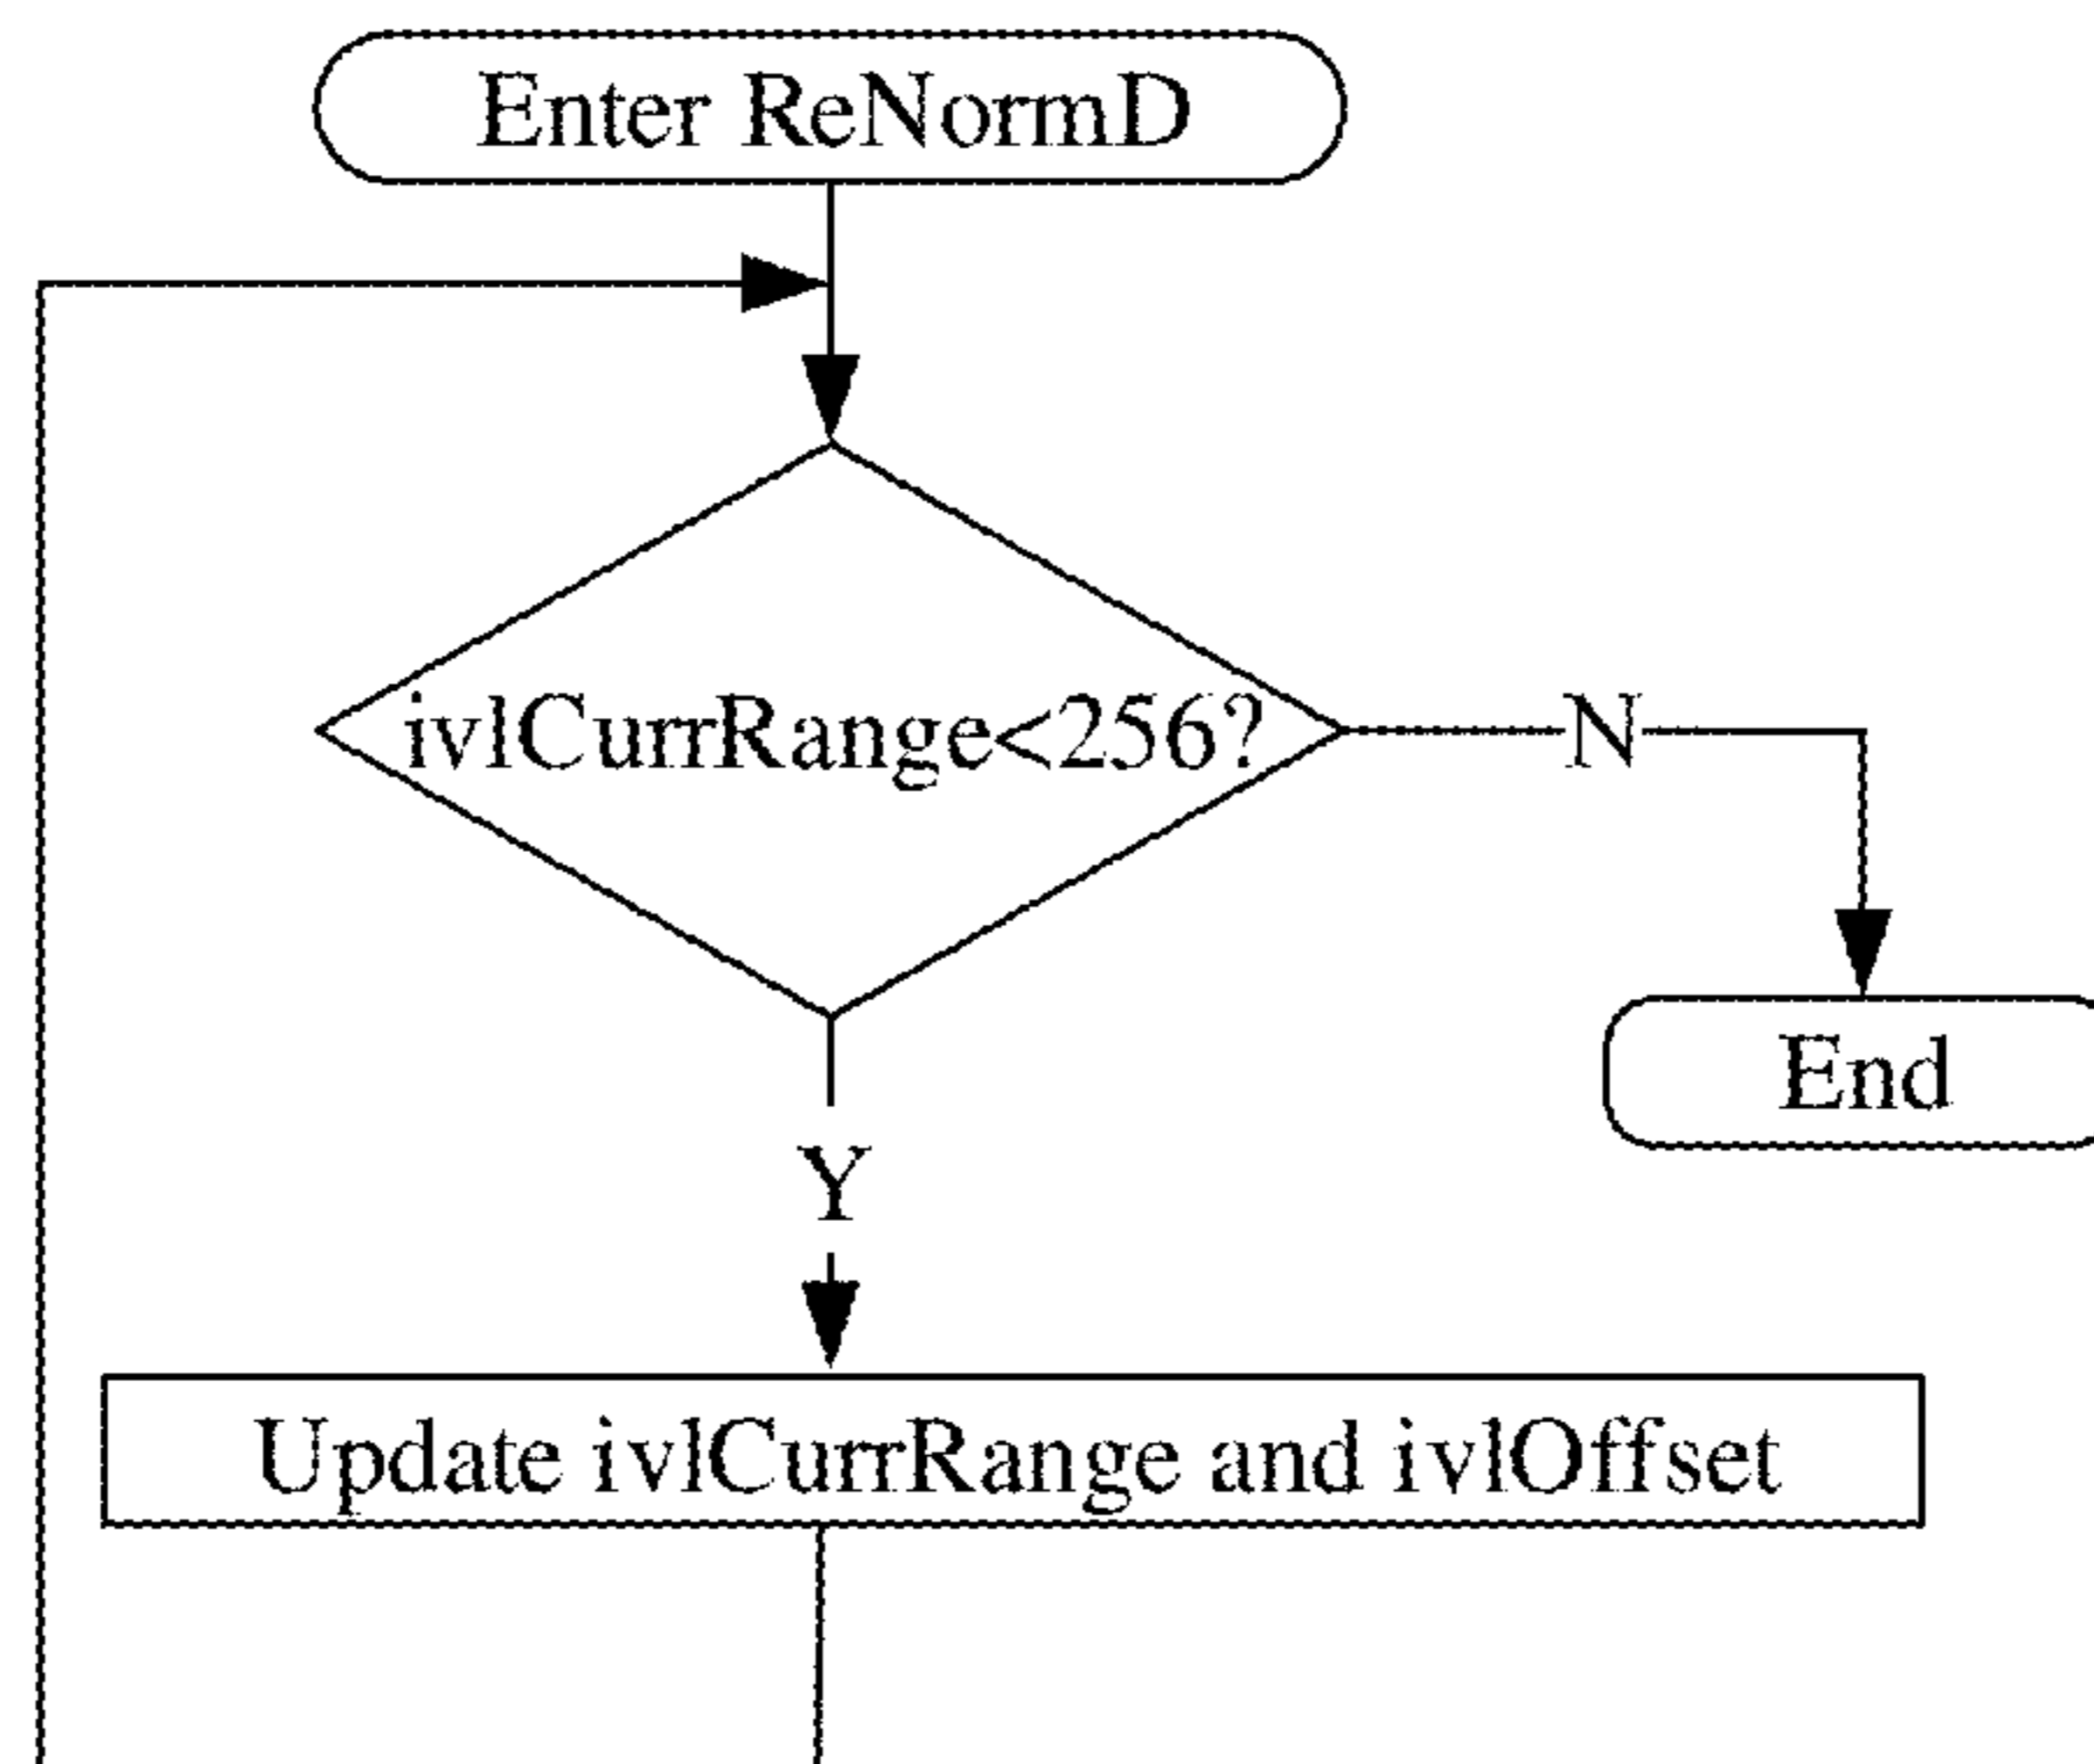 Enter ReNormD
ivlCurrRange<256?
N
End
Y
Update ivlCurrRange and ivlOffset